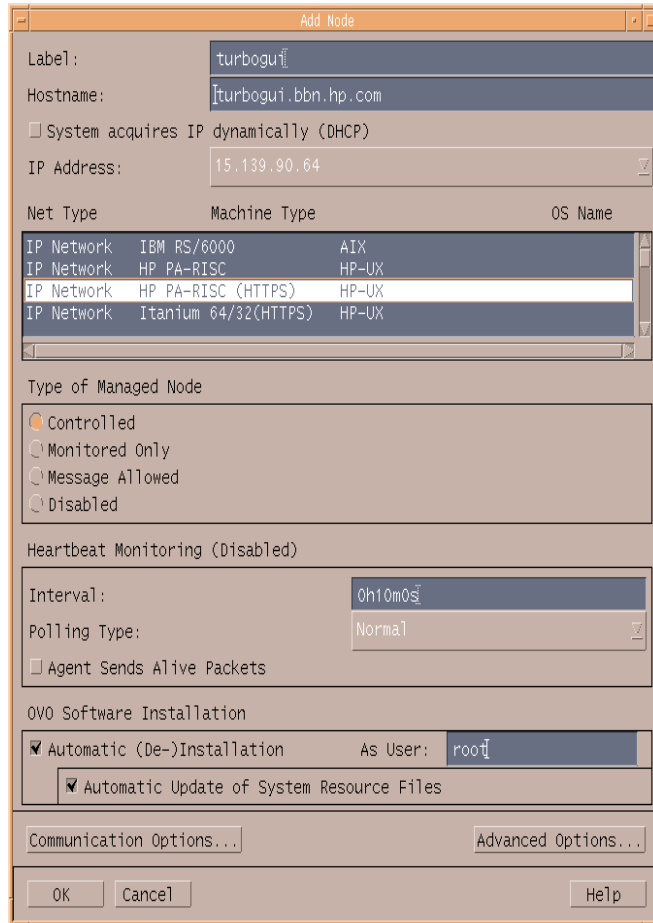 Add Node
Label: turbogui
Hostname: turbogui.bbn.hp.com
System acquires IP dynamically (DHCP)
IP Address: 15.139.90.64
Net Type Machine Type OS Name
IP Network IBM RS/6000 AIX
IP Network HP PA-RISC HP-UX
IP Network HP PA-RISC (HTTPS) HP-UX
IP Network Itanium 64/32(HTTPS) HP-UX
Type of Managed Node
Controlled
Monitored Only
Message Allowed
Disabled
Heartbeat Monitoring (Disabled)
Interval: 0h10m0s
Polling Type: Normal
Agent Sends Alive Packets
OVO Software Installation
Automatic (De-)Installation As User: root
Automatic Update of System Resource Files
Communication Options... Advanced Options...
OK Cancel Help